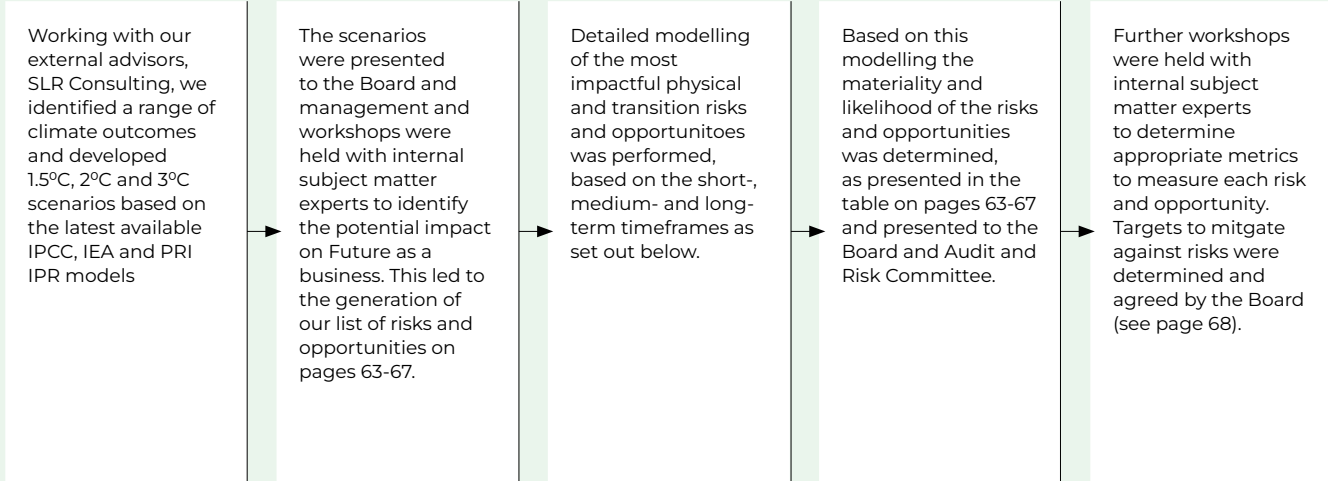 Working with our
external advisors,
SLR Consulting, we
identified a range of
climate outcomes
and developed
1.5ºC, 2ºC and 3ºC
scenarios based on
the latest available
IPCC, IEA and PRI
IPR models
The scenarios
were presented
to the Board and
management and
workshops were
held with internal
subject matter
experts to identify
the potential impact
on Future as a
business. This led to
the generation of
our list of risks and
opportunities on
pages 63-67.
Detailed modelling
of the most
impactful physical
and transition risks
and opportunitoes
was performed,
based on the short-,
medium- and long-
term timeframes as
set out below.
Based on this
modelling the
materiality and
likelihood of the risks
and opportunities
was determined,
as presented in the
table on pages 63-67
and presented to the
Board and Audit and
Risk Committee.
Further workshops
were held with
internal subject
matter experts
to determine
appropriate metrics
to measure each risk
and opportunity.
Targets to mitgate
against risks were
determined and
agreed by the Board
(see page 68).